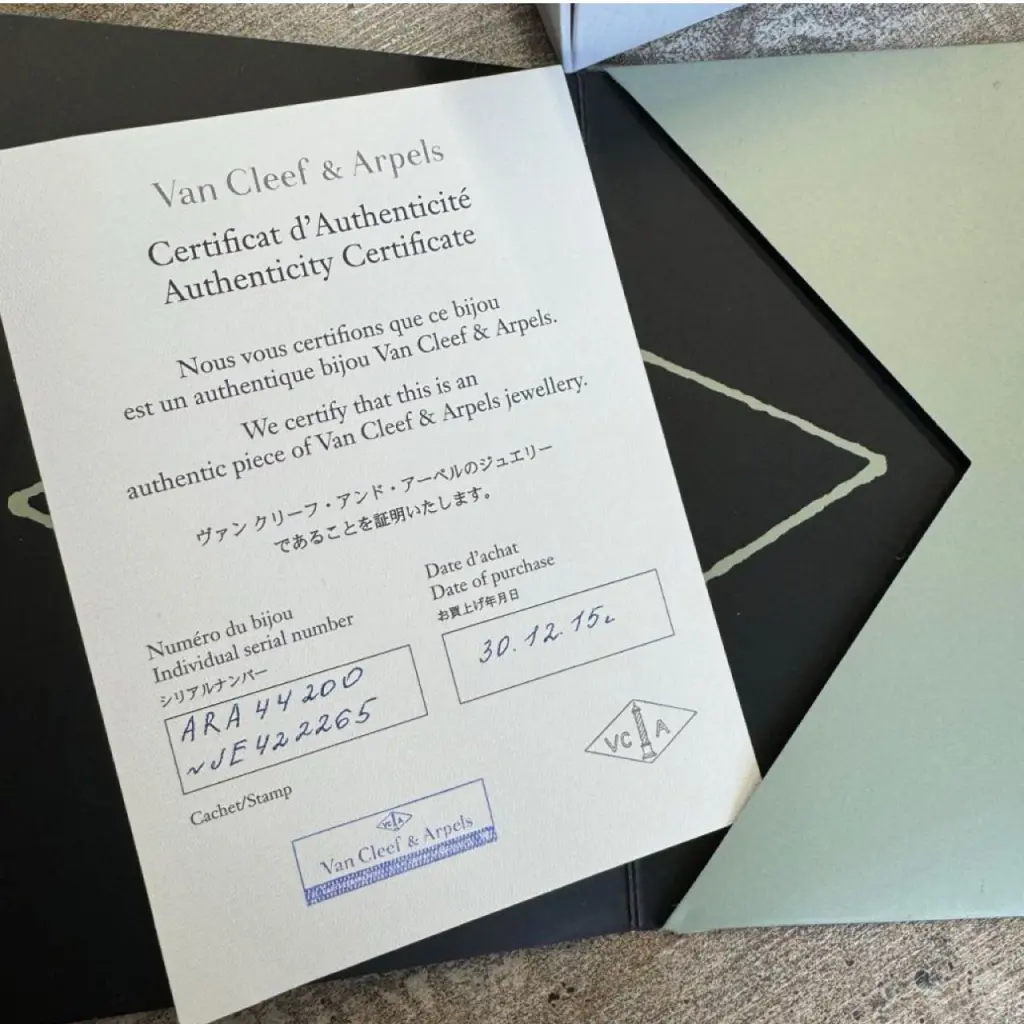 Van Cleef & Arpels
Certificat d'Authenticité
Authenticity Certificate
Nous vous certifions que ce bijou
est un authentique bijou Van Cleef & Arpels.
We certify that this is an
authentic piece of Van Cleef & Arpels jewellery.
ヴァン クリーフ・アンド・アーペルのジュエリー
であることを証明いたします。
Numéro du bijou
Individual serial number
シリアルナンバー
ARA 44200
~JE422265
Date d'achat
Date of purchase
お買上げ年月日
30.12.15.
VC A
Cachet/Stamp
VC A
Van Cleef & Arpels